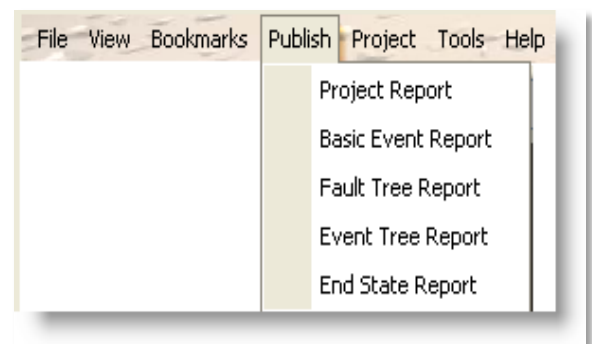 File View Bookmarks Publish Project Tools Help
Project Report
Basic Event Report
Fault Tree Report
Event Tree Report
End State Report